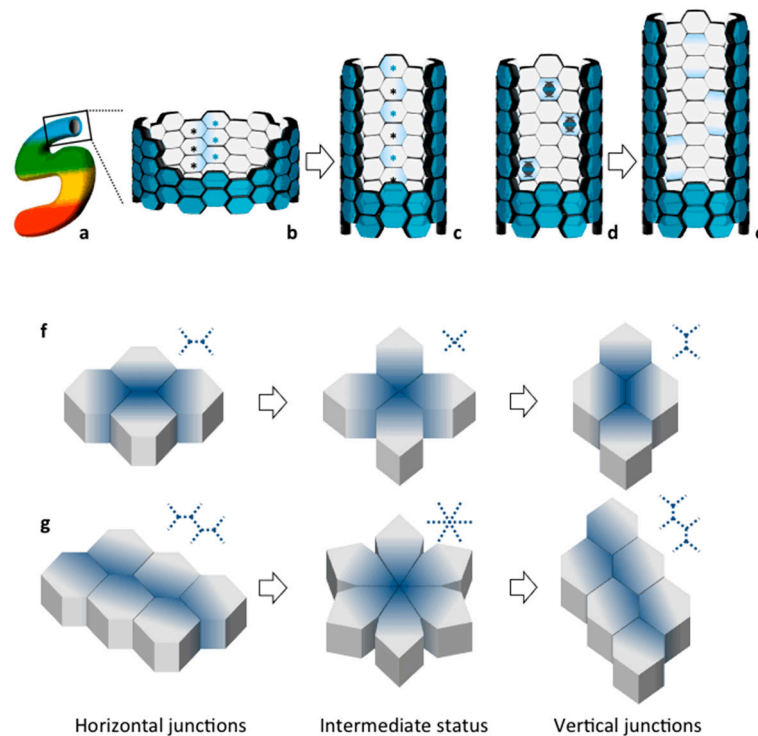 a
b
c
d
e
f
g
Horizontal junctions
Intermediate status
Vertical junctions